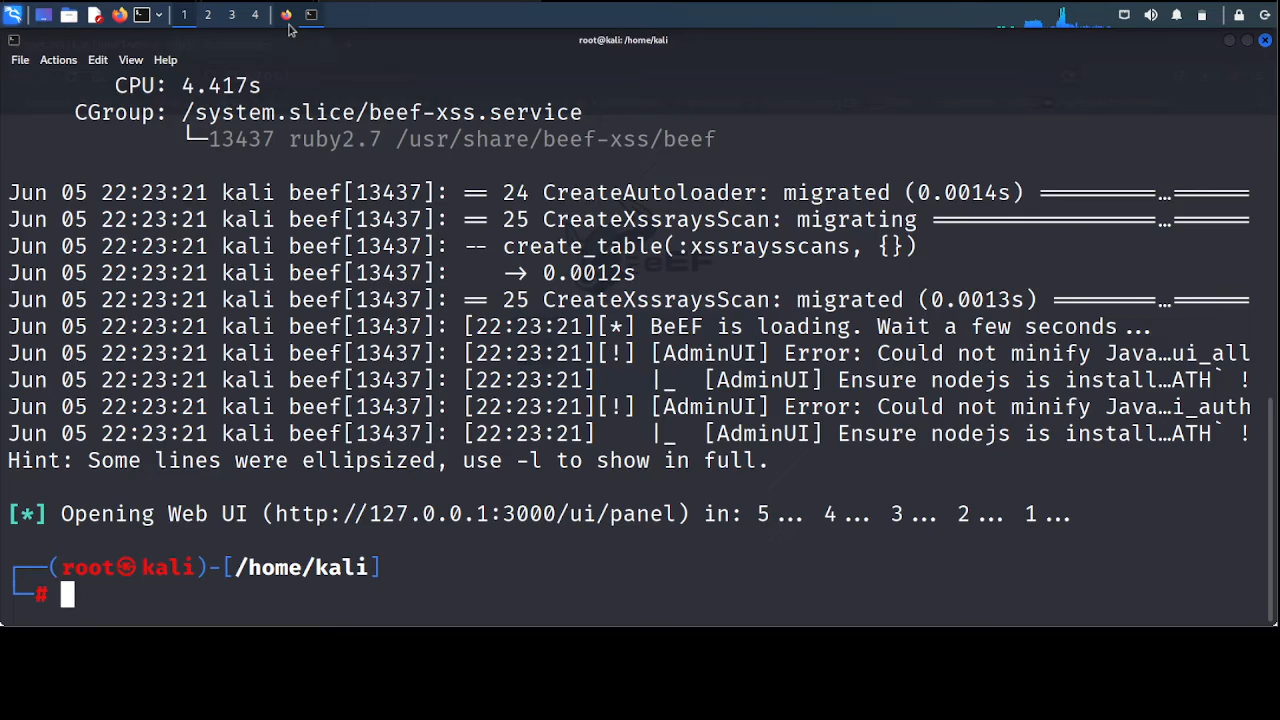 1 2 3 4
root@kali: /home/kali
File Actions Edit View Help
CPU: 4.417s
CGroup: /system.slice/beef-xss.service
└─13437 ruby2.7 /usr/share/beef-xss/beef
Jun 05 22:23:21 kali beef[13437]: == 24 CreateAutoloader: migrated (0.0014s) ═════════…══════
Jun 05 22:23:21 kali beef[13437]: == 25 CreateXssraysScan: migrating ═════════════════…══════
Jun 05 22:23:21 kali beef[13437]: -- create_table(:xssraysscans, {})
Jun 05 22:23:21 kali beef[13437]:    -> 0.0012s
Jun 05 22:23:21 kali beef[13437]: == 25 CreateXssraysScan: migrated (0.0013s) ════════…══════
Jun 05 22:23:21 kali beef[13437]: [22:23:21][*] BeEF is loading. Wait a few seconds...
Jun 05 22:23:21 kali beef[13437]: [22:23:21][!] [AdminUI] Error: Could not minify Java…ui_all
Jun 05 22:23:21 kali beef[13437]: [22:23:21]    |_  [AdminUI] Ensure nodejs is install…ATH` !
Jun 05 22:23:21 kali beef[13437]: [22:23:21][!] [AdminUI] Error: Could not minify Java…i_auth
Jun 05 22:23:21 kali beef[13437]: [22:23:21]    |_  [AdminUI] Ensure nodejs is install…ATH` !
Hint: Some lines were ellipsized, use -l to show in full.
[*] Opening Web UI (http://127.0.0.1:3000/ui/panel) in: 5... 4... 3... 2... 1...
┌──(root㉿kali)-[/home/kali]
└─#